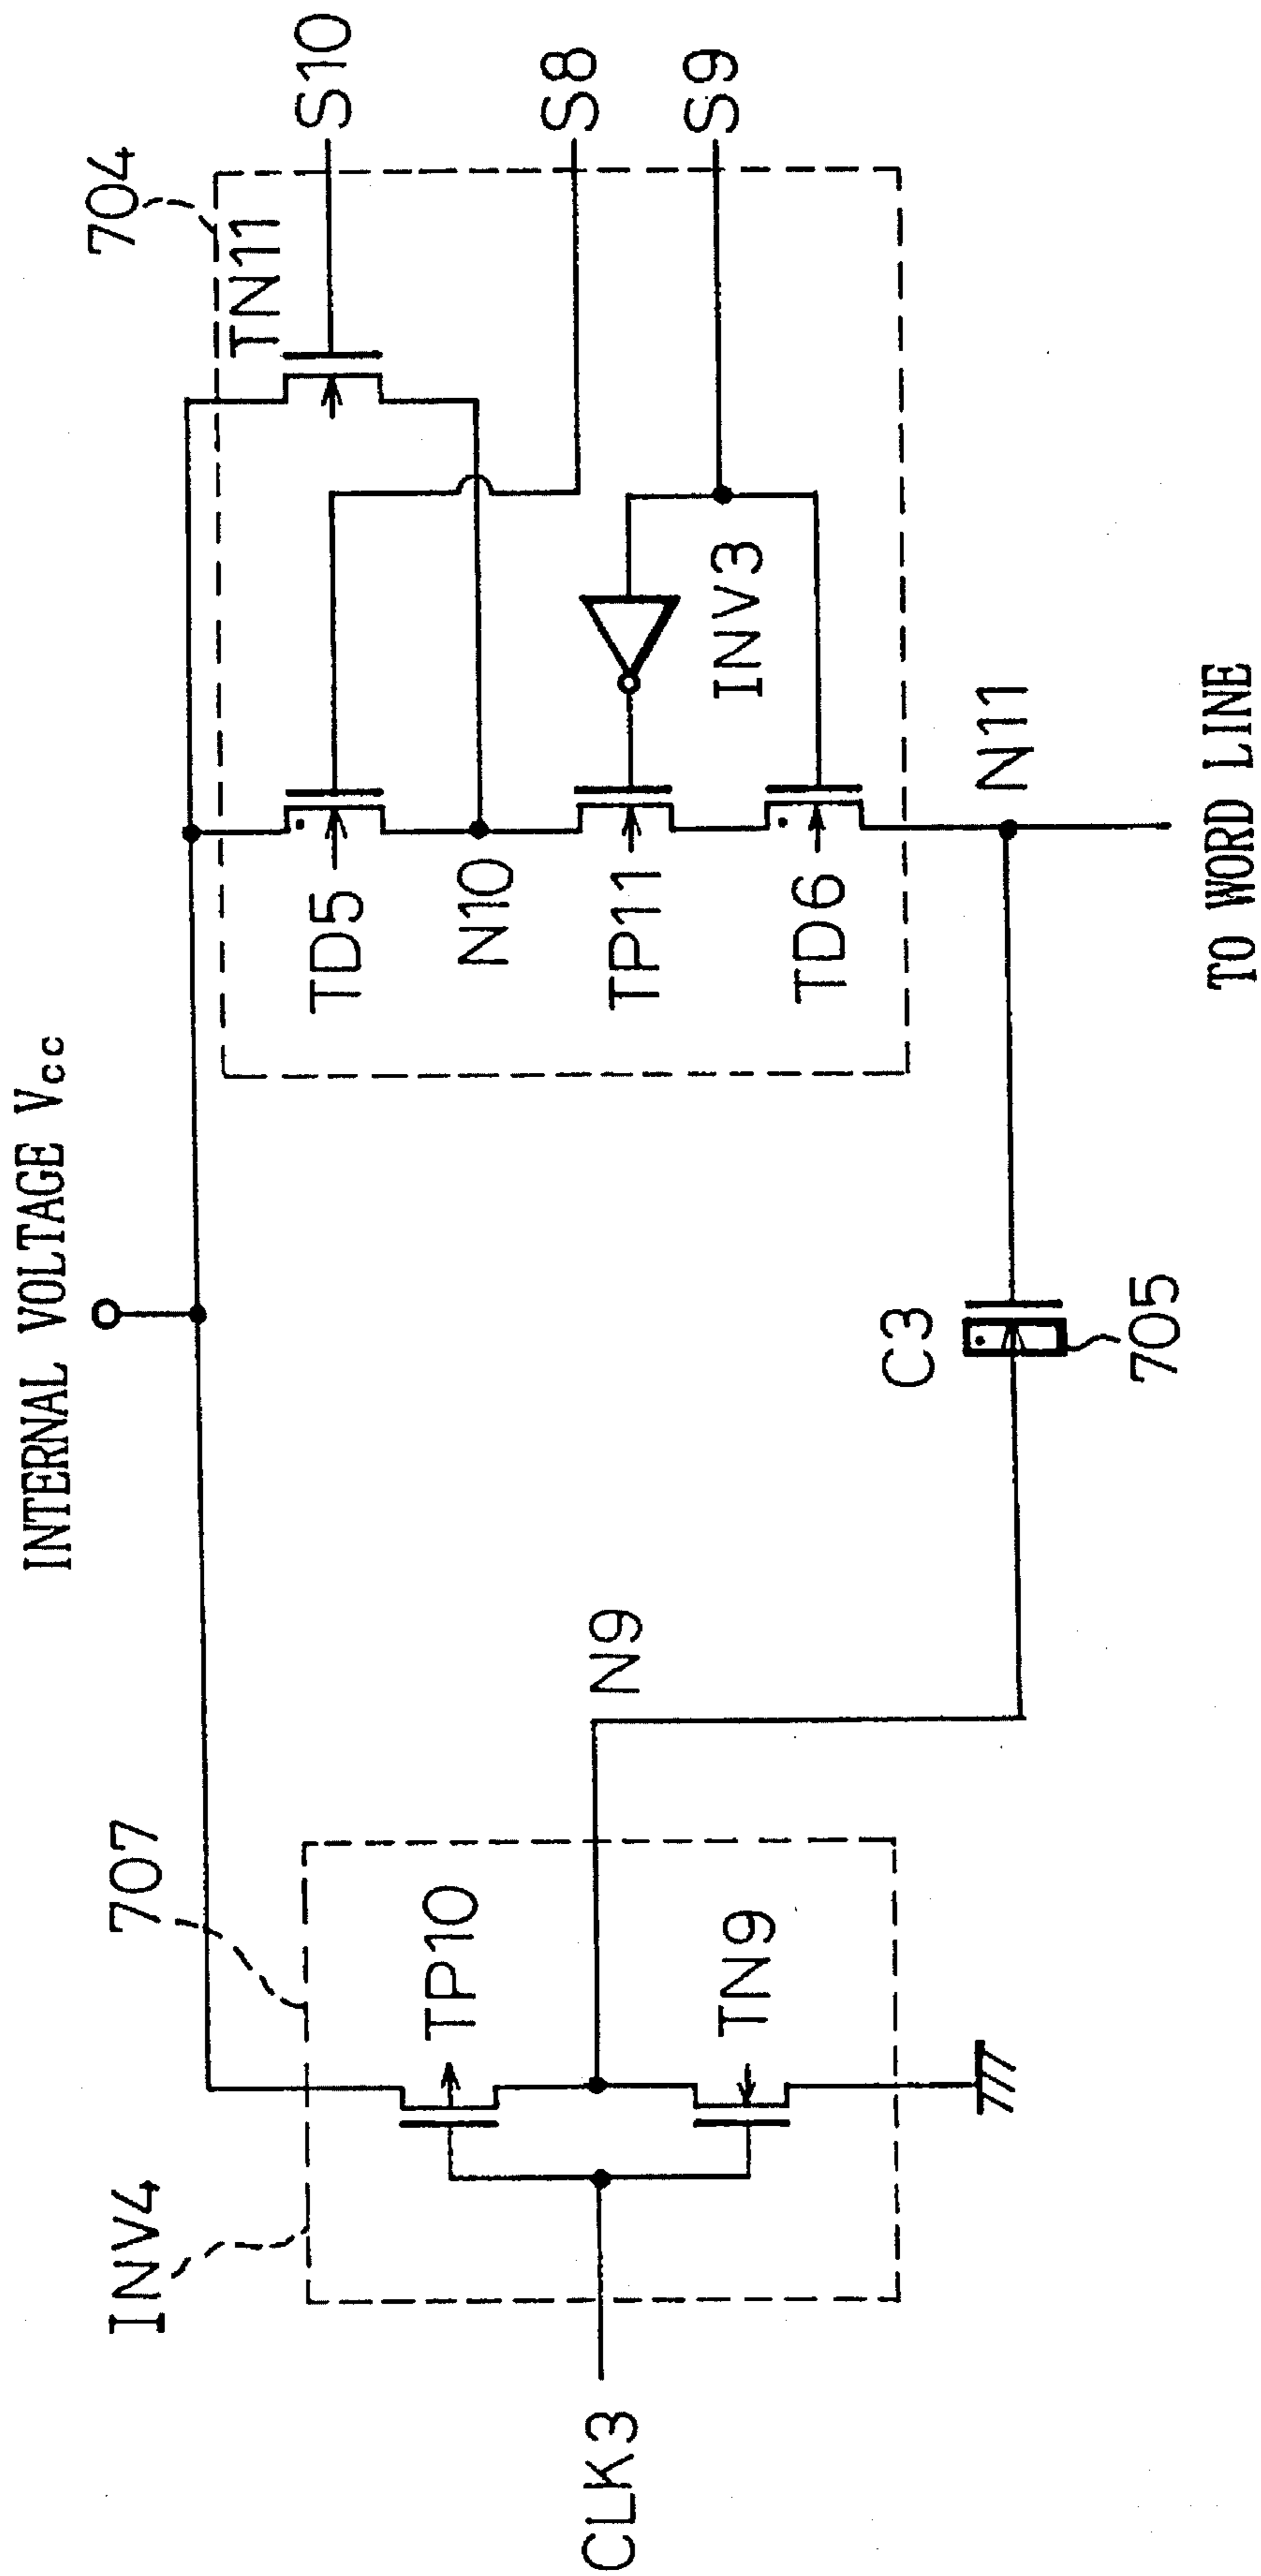 INTERNAL VOLTAGE Vcc
INV4
707
704
TP10
TN9
N9
CLK3
C3
705
TD5
TN11
S10
N10
S8
TP11
INV3
S9
TD6
N11
TO WORD LINE